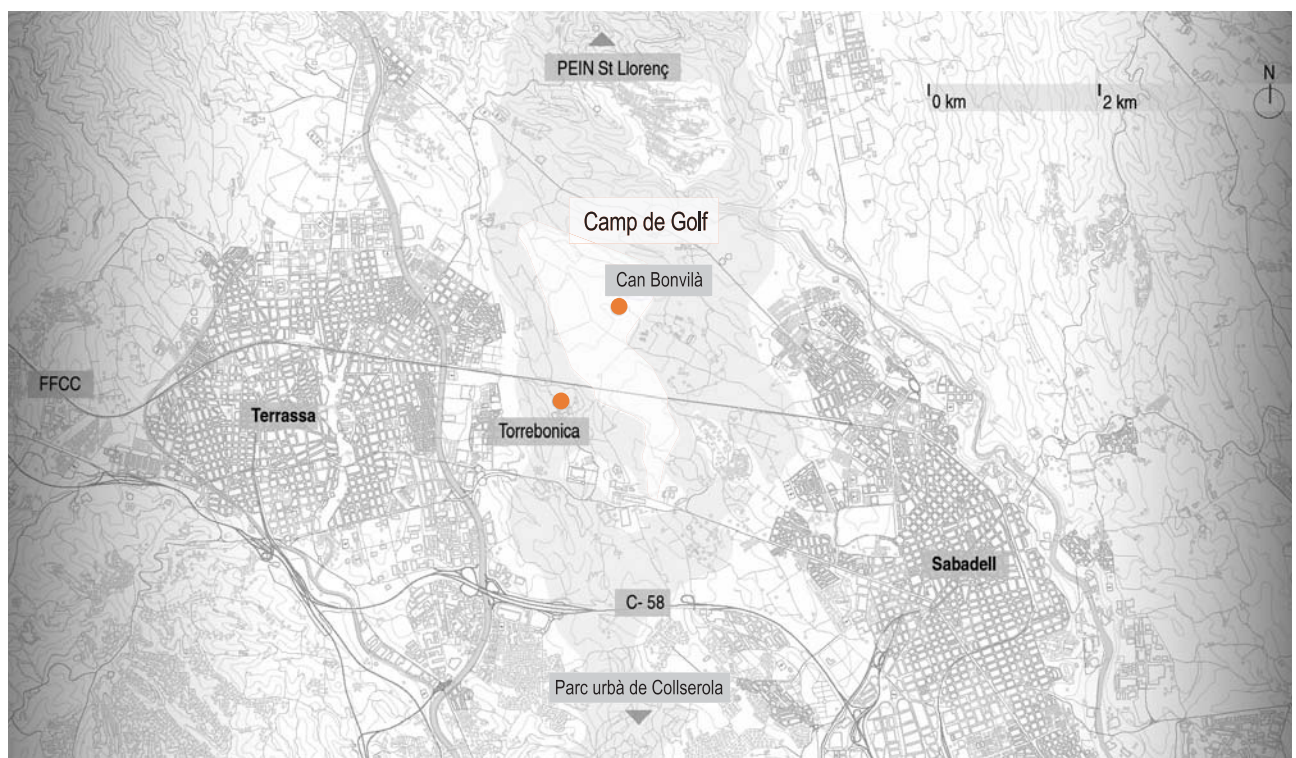 PEIN St Llorenç
0 km
2 km
N
Camp de Golf
Can Bonvilà
FFCC
Terrassa
Torrebonica
Sabadell
C- 58
Parc urbà de Collserola